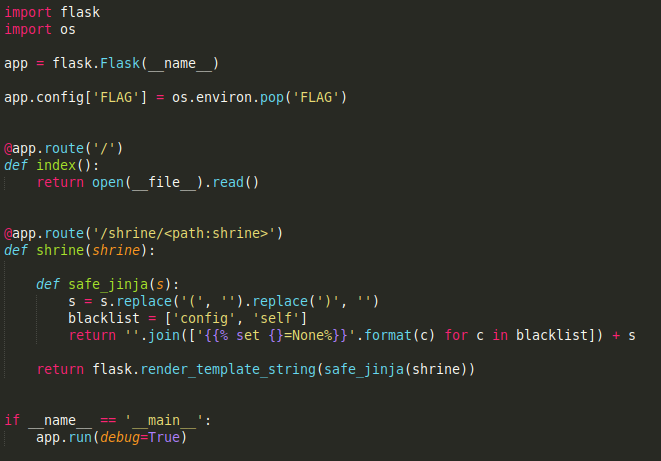 import flask
import os
app = flask.Flask(__name__)
app.config['FLAG'] = os.environ.pop('FLAG')
@app.route('/')
def index():
    return open(__file__).read()
@app.route('/shrine/<path:shrine>')
def shrine(shrine):
    def safe_jinja(s):
        s = s.replace('(', '').replace(')', '')
        blacklist = ['config', 'self']
        return ''.join(['{{% set {}=None%}}'.format(c) for c in blacklist]) + s
    return flask.render_template_string(safe_jinja(shrine))
if __name__ == '__main__':
    app.run(debug=True)